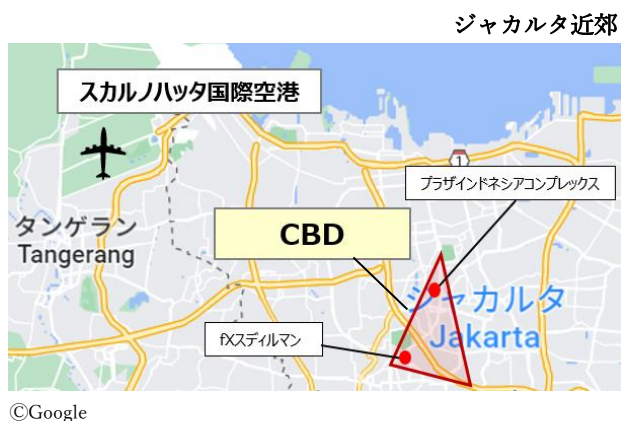 ジャカルタ近郊
スカルノハッタ国際空港
1
プラザインドネシアコンプレックス
タンゲラン
Tangerang
CBD
ジャカルタ
Jakarta
fXスディルマン
©Google